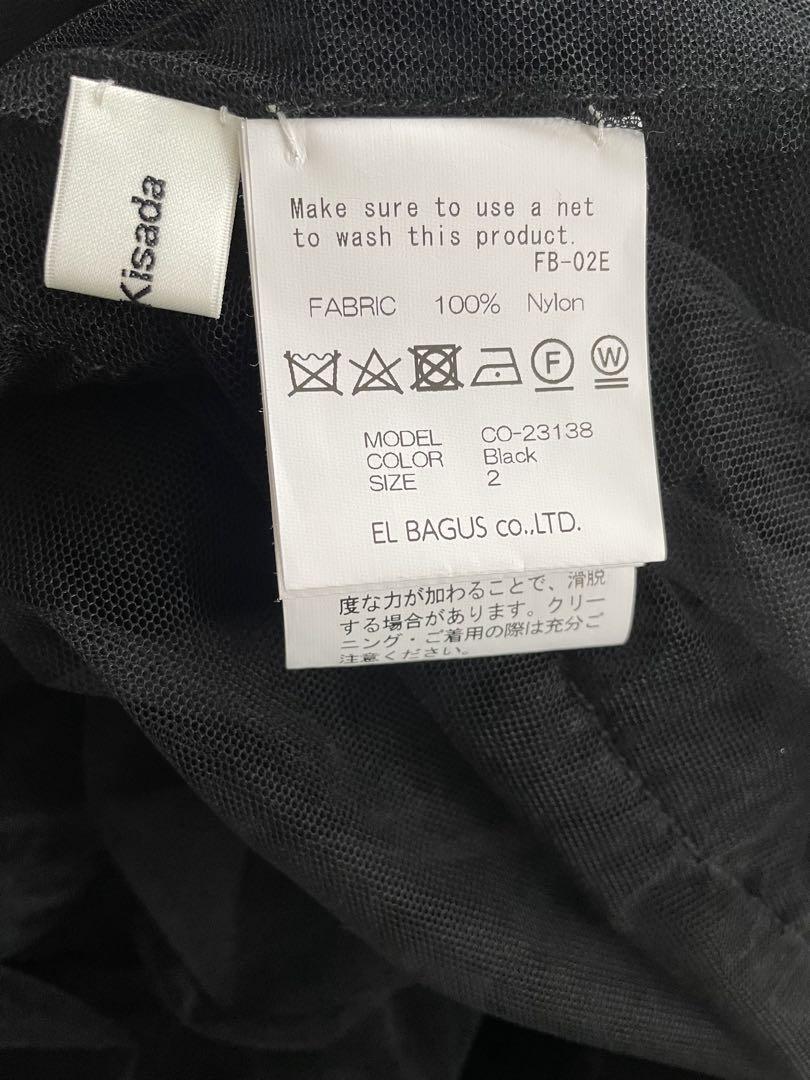 Kisada
Make sure to use a net
to wash this product.
FB-02E
FABRIC 100% Nylon
F W
MODEL CO-23138
COLOR Black
SIZE 2
EL BAGUS co.,LTD.
度な力が加わることで、滑脱
する場合があります。クリー
ニング・ご着用の際は充分ご
注意ください。